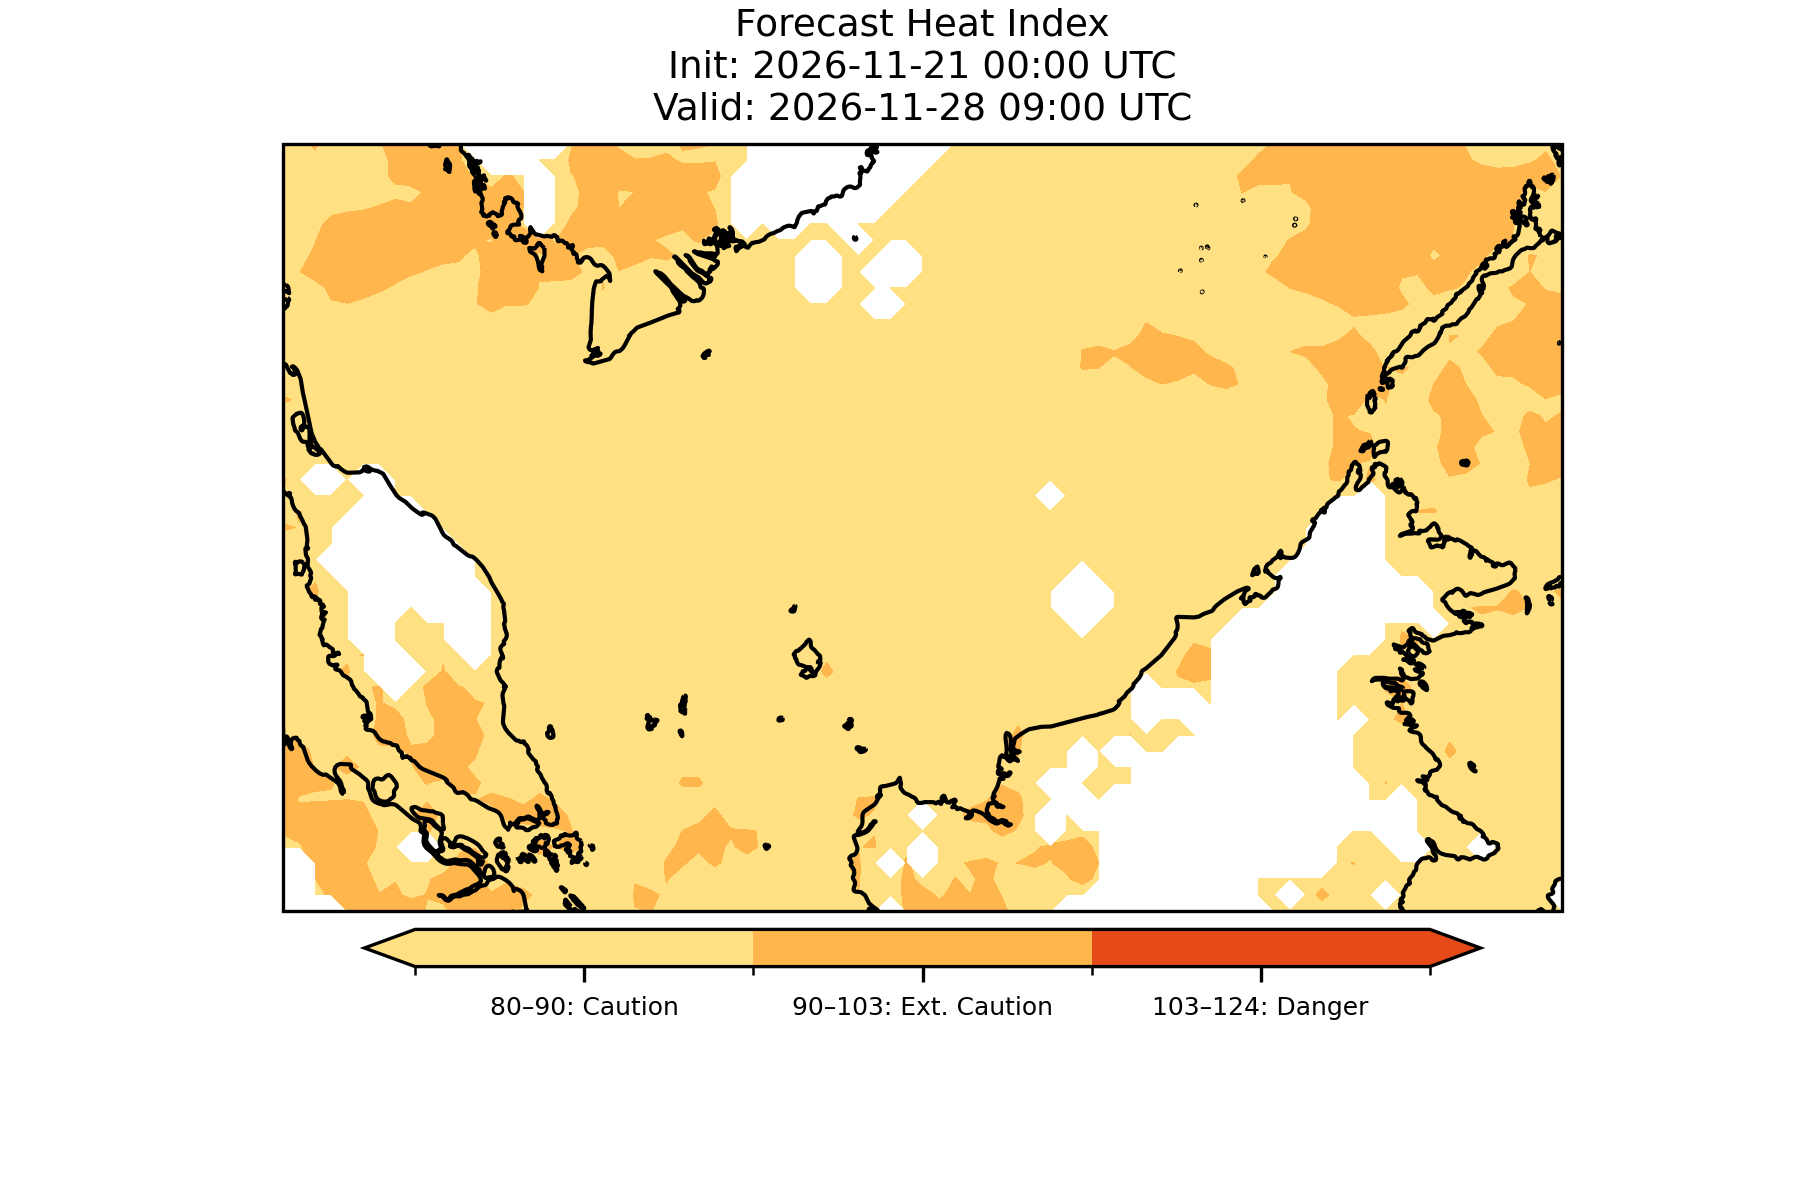 Forecast Heat Index
Init: 2026-11-21 00:00 UTC
Valid: 2026-11-28 09:00 UTC
80–90: Caution
90–103: Ext. Caution
103–124: Danger